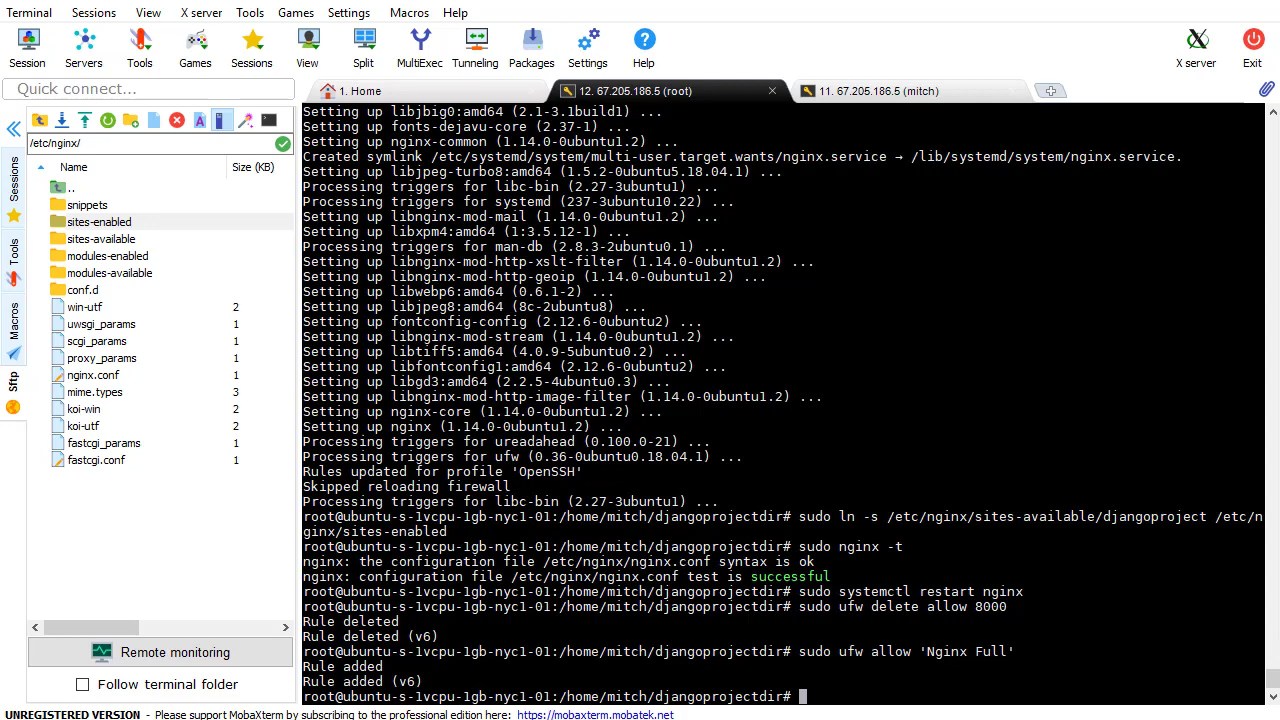 Terminal Sessions View X server Tools Games Settings Macros Help
Session Servers Tools Games Sessions View Split MultiExec Tunneling Packages Settings Help X server Exit
Quick connect...
1. Home
12. 67.205.186.5 (root)
11. 67.205.186.5 (mitch)
Sessions
Tools
Macros
Sftp
/etc/nginx/
Name Size (KB)
..
snippets
sites-enabled
sites-available
modules-enabled
modules-available
conf.d
win-utf 2
uwsgi_params 1
scgi_params 1
proxy_params 1
nginx.conf 1
mime.types 3
koi-win 2
koi-utf 2
fastcgi_params 1
fastcgi.conf 1
Remote monitoring
Follow terminal folder
Setting up libjbig0:amd64 (2.1-3.1build1) ...
Setting up fonts-dejavu-core (2.37-1) ...
Setting up nginx-common (1.14.0-0ubuntu1.2) ...
Created symlink /etc/systemd/system/multi-user.target.wants/nginx.service → /lib/systemd/system/nginx.service.
Setting up libjpeg-turbo8:amd64 (1.5.2-0ubuntu5.18.04.1) ...
Processing triggers for libc-bin (2.27-3ubuntu1) ...
Processing triggers for systemd (237-3ubuntu10.22) ...
Setting up libnginx-mod-mail (1.14.0-0ubuntu1.2) ...
Setting up libxpm4:amd64 (1:3.5.12-1) ...
Processing triggers for man-db (2.8.3-2ubuntu0.1) ...
Setting up libnginx-mod-http-xslt-filter (1.14.0-0ubuntu1.2) ...
Setting up libnginx-mod-http-geoip (1.14.0-0ubuntu1.2) ...
Setting up libwebp6:amd64 (0.6.1-2) ...
Setting up libjpeg8:amd64 (8c-2ubuntu8) ...
Setting up fontconfig-config (2.12.6-0ubuntu2) ...
Setting up libnginx-mod-stream (1.14.0-0ubuntu1.2) ...
Setting up libtiff5:amd64 (4.0.9-5ubuntu0.2) ...
Setting up libfontconfig1:amd64 (2.12.6-0ubuntu2) ...
Setting up libgd3:amd64 (2.2.5-4ubuntu0.3) ...
Setting up libnginx-mod-http-image-filter (1.14.0-0ubuntu1.2) ...
Setting up nginx-core (1.14.0-0ubuntu1.2) ...
Setting up nginx (1.14.0-0ubuntu1.2) ...
Processing triggers for ureadahead (0.100.0-21) ...
Processing triggers for ufw (0.36-0ubuntu0.18.04.1) ...
Rules updated for profile 'OpenSSH'
Skipped reloading firewall
Processing triggers for libc-bin (2.27-3ubuntu1) ...
root@ubuntu-s-1vcpu-1gb-nyc1-01:/home/mitch/djangoprojectdir# sudo ln -s /etc/nginx/sites-available/djangoproject /etc/n
ginx/sites-enabled
root@ubuntu-s-1vcpu-1gb-nyc1-01:/home/mitch/djangoprojectdir# sudo nginx -t
nginx: the configuration file /etc/nginx/nginx.conf syntax is ok
nginx: configuration file /etc/nginx/nginx.conf test is successful
root@ubuntu-s-1vcpu-1gb-nyc1-01:/home/mitch/djangoprojectdir# sudo systemctl restart nginx
root@ubuntu-s-1vcpu-1gb-nyc1-01:/home/mitch/djangoprojectdir# sudo ufw delete allow 8000
Rule deleted
Rule deleted (v6)
root@ubuntu-s-1vcpu-1gb-nyc1-01:/home/mitch/djangoprojectdir# sudo ufw allow 'Nginx Full'
Rule added
Rule added (v6)
root@ubuntu-s-1vcpu-1gb-nyc1-01:/home/mitch/djangoprojectdir#
UNREGISTERED VERSION - Please support MobaXterm by subscribing to the professional edition here: https://mobaxterm.mobatek.net